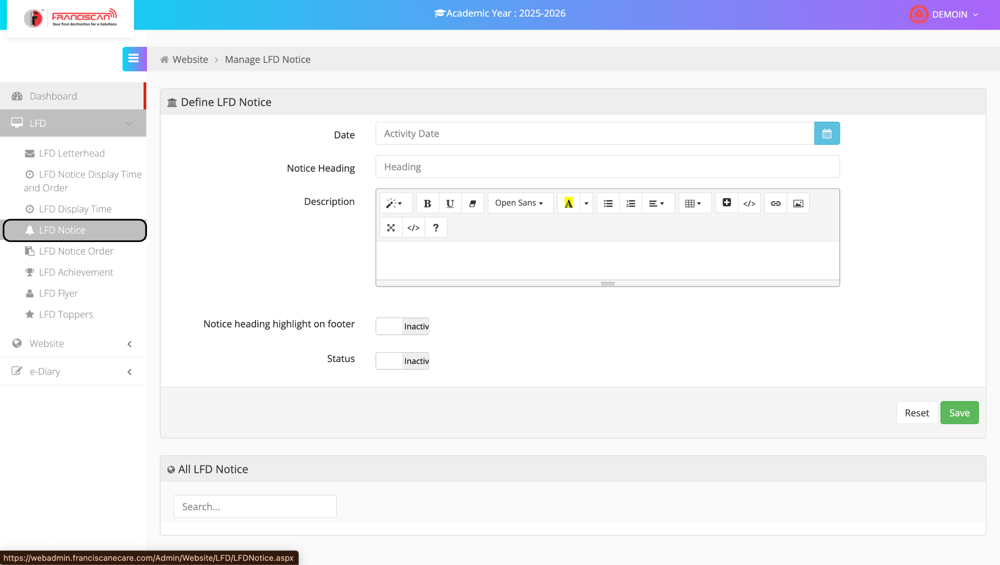 FRANCISCAN
Your final destination for e-Solutions
Academic Year : 2025-2026
DEMOIN
Website > Manage LFD Notice
Dashboard
LFD
LFD Letterhead
LFD Notice Display Time
and Order
LFD Display Time
LFD Notice
LFD Notice Order
LFD Achievement
LFD Flyer
LFD Toppers
Website
e-Diary
Define LFD Notice
Date
Activity Date
Notice Heading
Heading
Description
B U Open Sans A </>
</> ?
Notice heading highlight on footer
Inactiv
Status
Inactiv
Reset Save
All LFD Notice
Search...
https://webadmin.franciscanecare.com/Admin/Website/LFD/LFDNotice.aspx